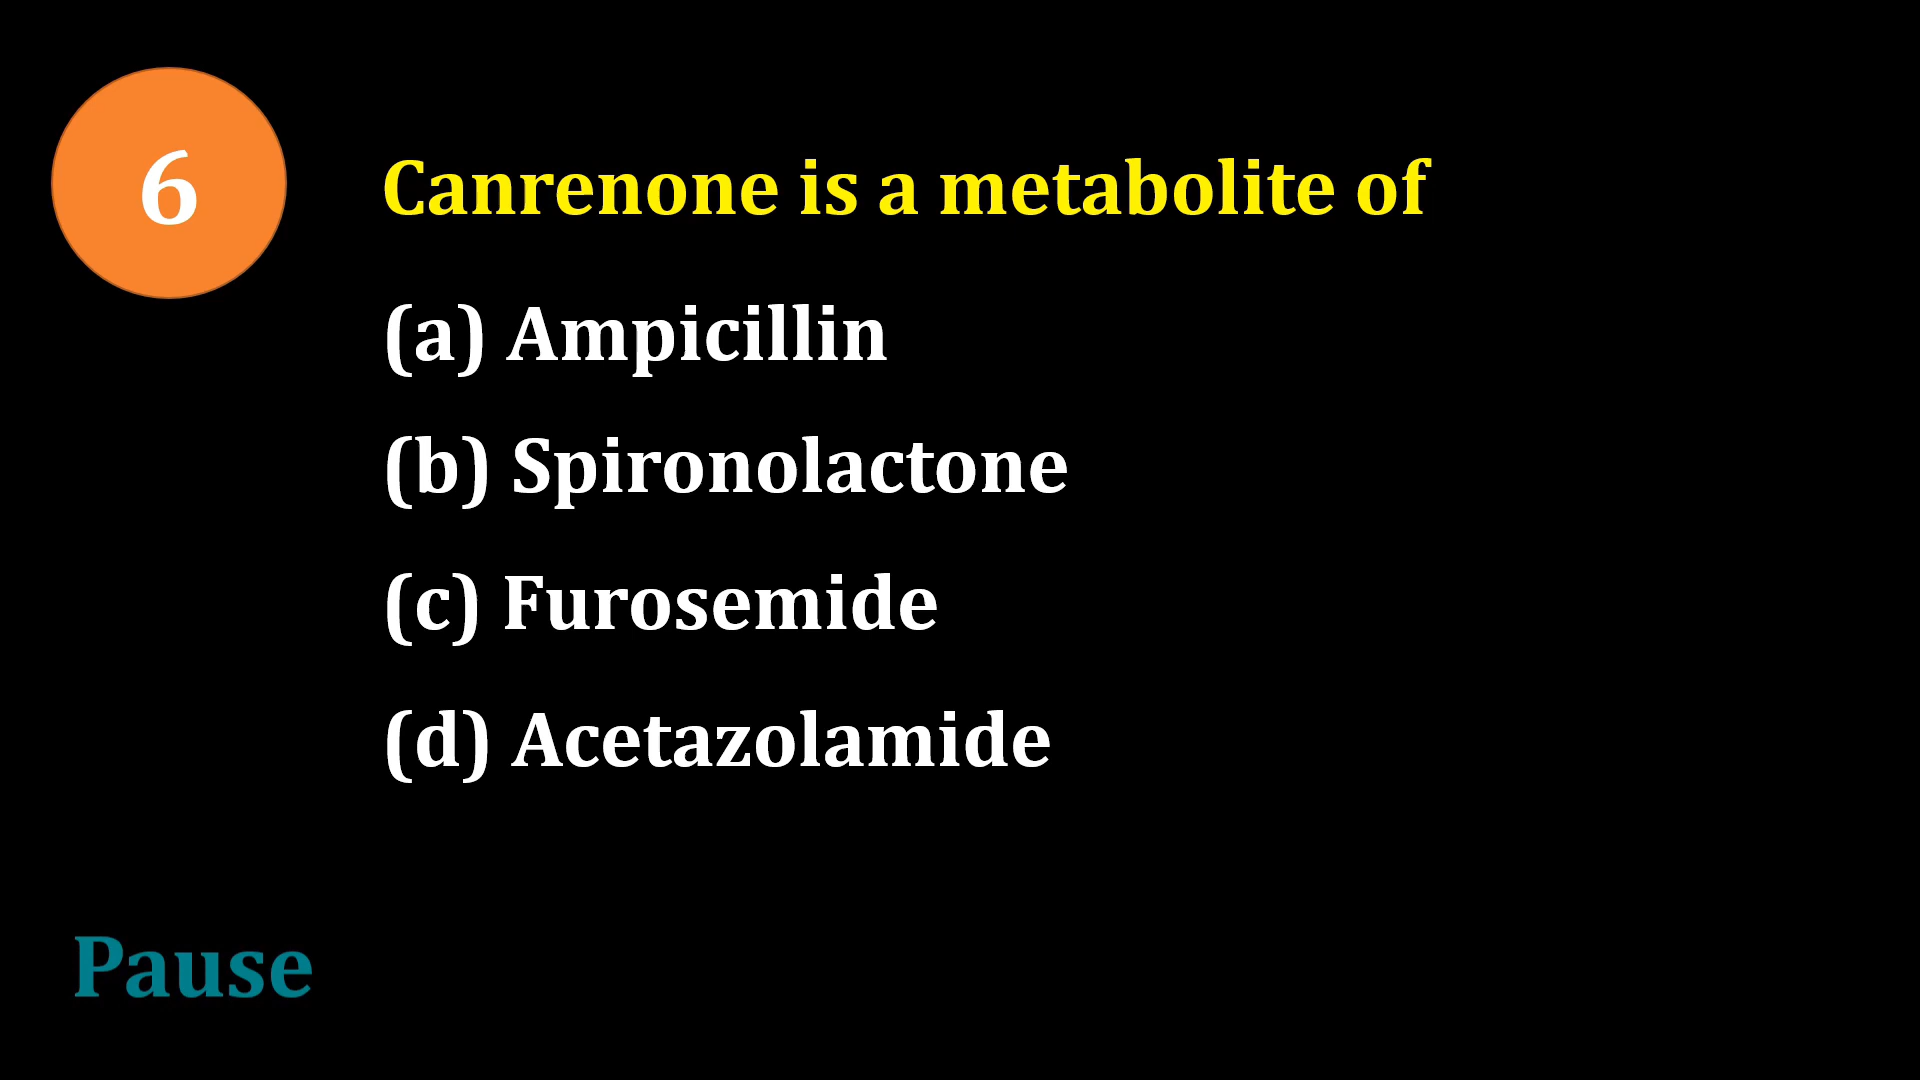 6
Canrenone is a metabolite of
(a) Ampicillin
(b) Spironolactone
(c) Furosemide
(d) Acetazolamide
Pause